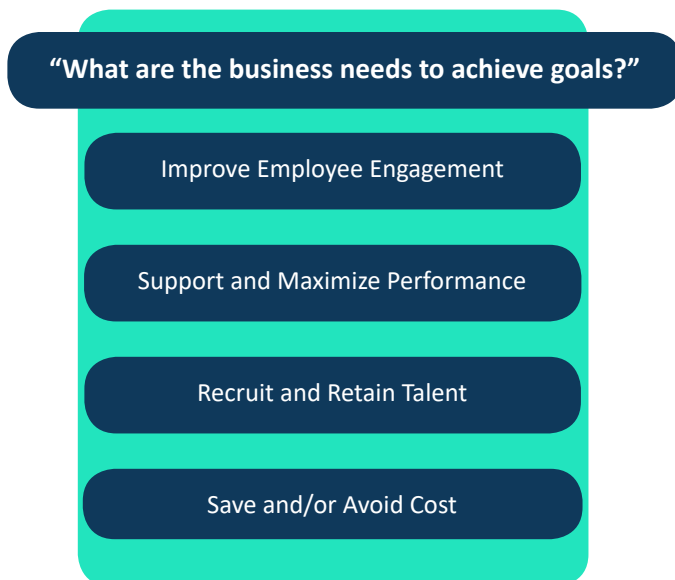 “What are the business needs to achieve goals?”
Improve Employee Engagement
Support and Maximize Performance
Recruit and Retain Talent
Save and/or Avoid Cost